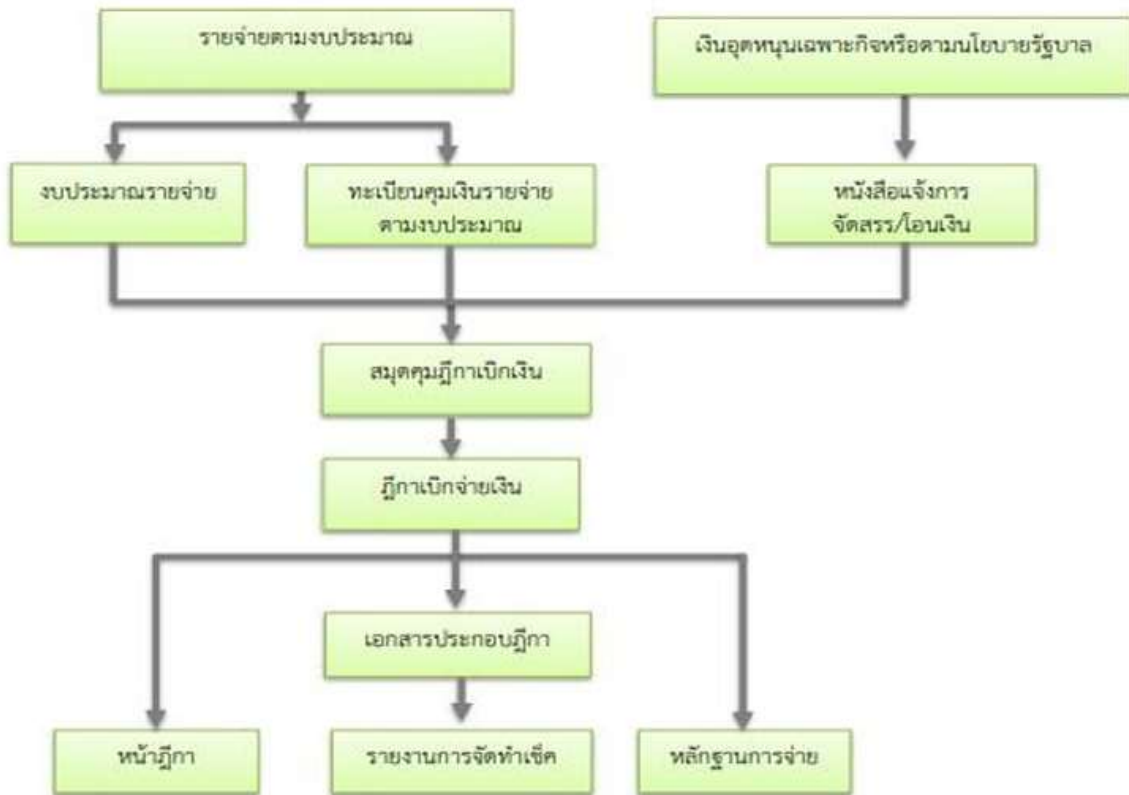 รายจ่ายตามงบประมาณ
เงินอุดหนุนเฉพาะกิจหรือตามนโยบายรัฐบาล
งบประมาณรายจ่าย
ทะเบียนคุมเงินรายจ่าย
ตามงบประมาณ
หนังสือแจ้งการ
จัดสรร/โอนเงิน
สมุดคุมฎีกาเบิกเงิน
ฎีกาเบิกจ่ายเงิน
เอกสารประกอบฎีกา
หน้าฎีกา
รายงานการจัดทำเช็ค
หลักฐานการจ่าย